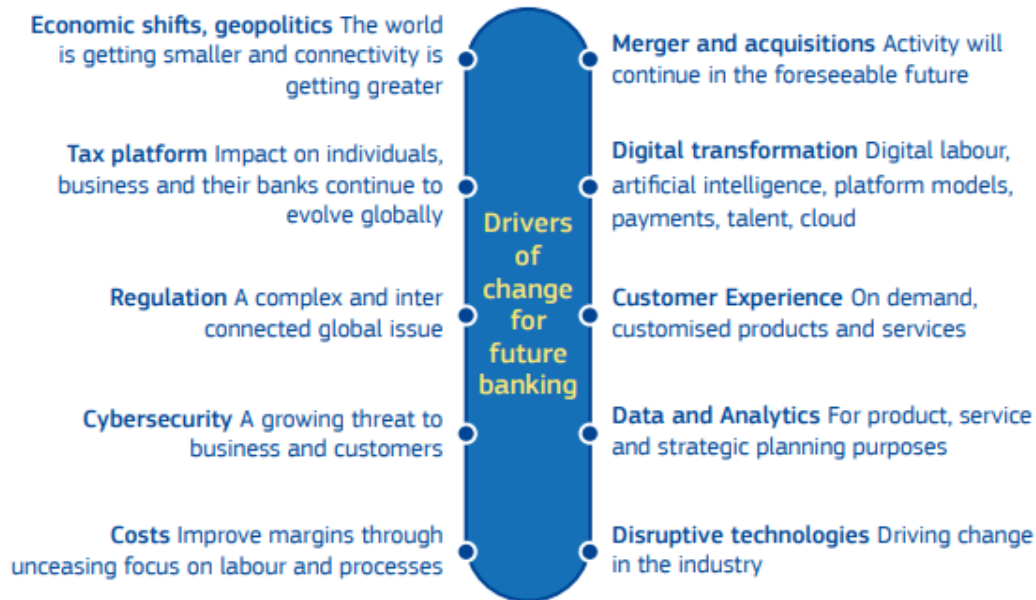 Economic shifts, geopolitics The world
is getting smaller and connectivity is
getting greater
Tax platform Impact on individuals,
business and their banks continue to
evolve globally
Regulation A complex and inter
connected global issue
Cybersecurity A growing threat to
business and customers
Costs Improve margins through
unceasing focus on labour and processes
Drivers
of
change
for
future
banking
Merger and acquisitions Activity will
continue in the foreseeable future
Digital transformation Digital labour,
artificial intelligence, platform models,
payments, talent, cloud
Customer Experience On demand,
customised products and services
Data and Analytics For product, service
and strategic planning purposes
Disruptive technologies Driving change
in the industry